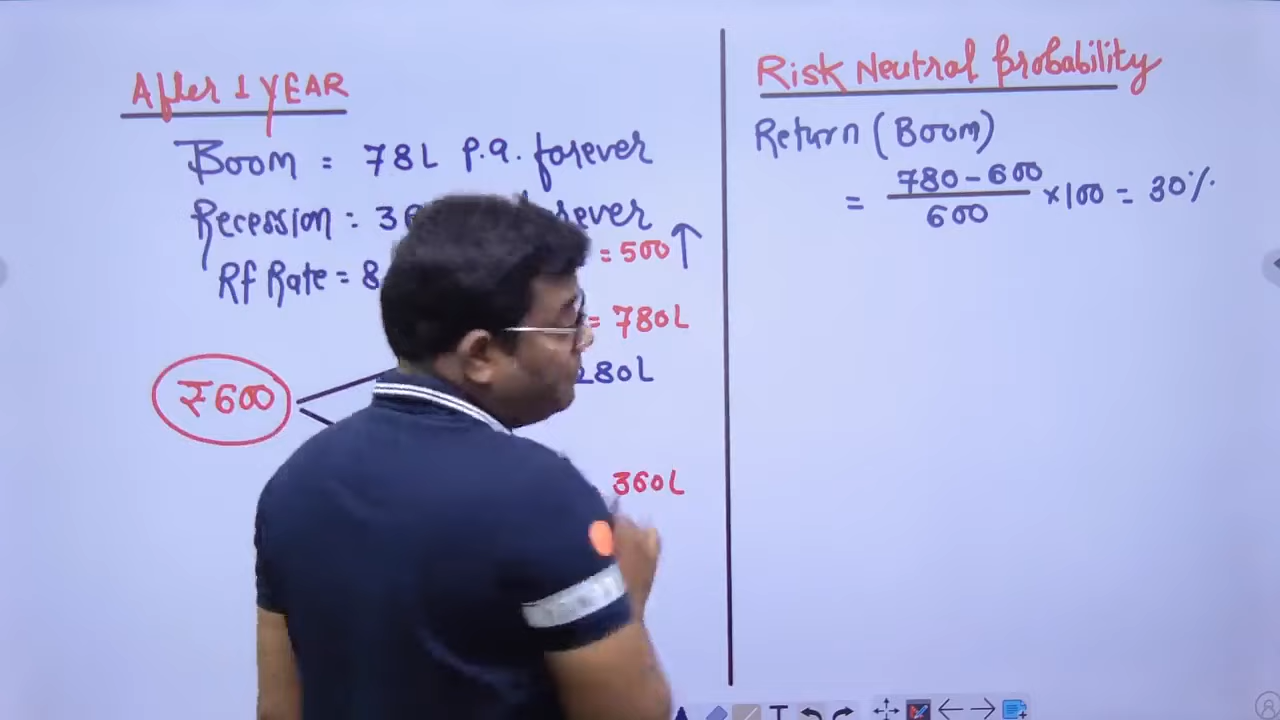 After 1 YEAR
Boom = 78L p.a. forever
Recession = 36
Rf Rate = 8
= 500 ↑
= 780L
280L
₹600
360L
Risk Neutral Probability
Return (Boom)
= 780 - 600 / 600 × 100 = 30%
T